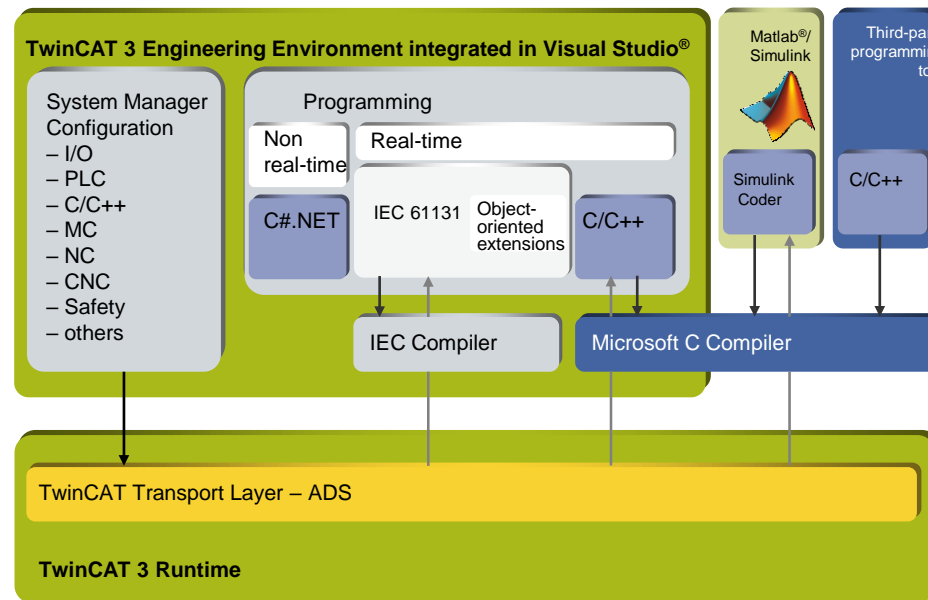 TwinCAT 3 Engineering Environment integrated in Visual Studio®
System Manager
Configuration
– I/O
– PLC
– C/C++
– MC
– NC
– CNC
– Safety
– others
Programming
Non
real-time
Real-time
C#.NET
IEC 61131
Object-
oriented
extensions
C/C++
IEC Compiler
Matlab®/
Simulink
Simulink
Coder
C/C++
Microsoft C Compiler
TwinCAT Transport Layer – ADS
TwinCAT 3 Runtime